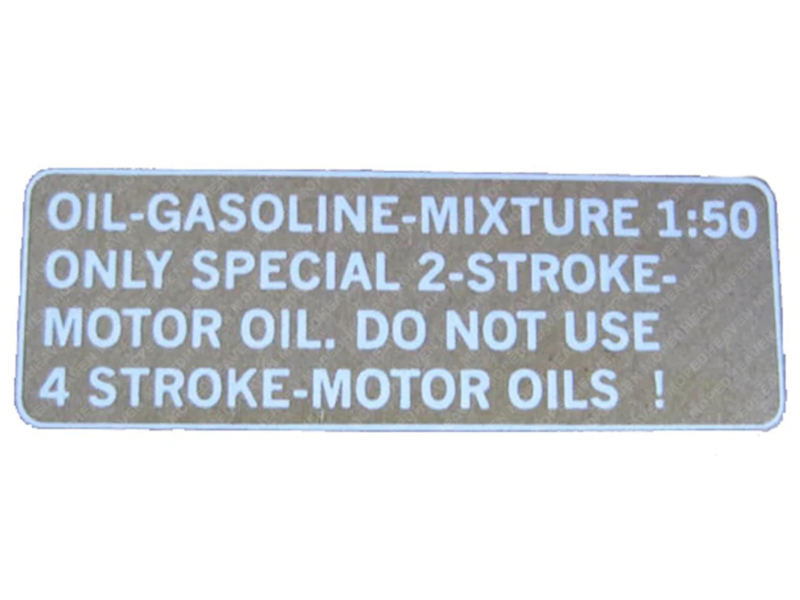 OIL-GASOLINE-MIXTURE 1:50
ONLY SPECIAL 2-STROKE-
MOTOR OIL. DO NOT USE
4 STROKE-MOTOR OILS !